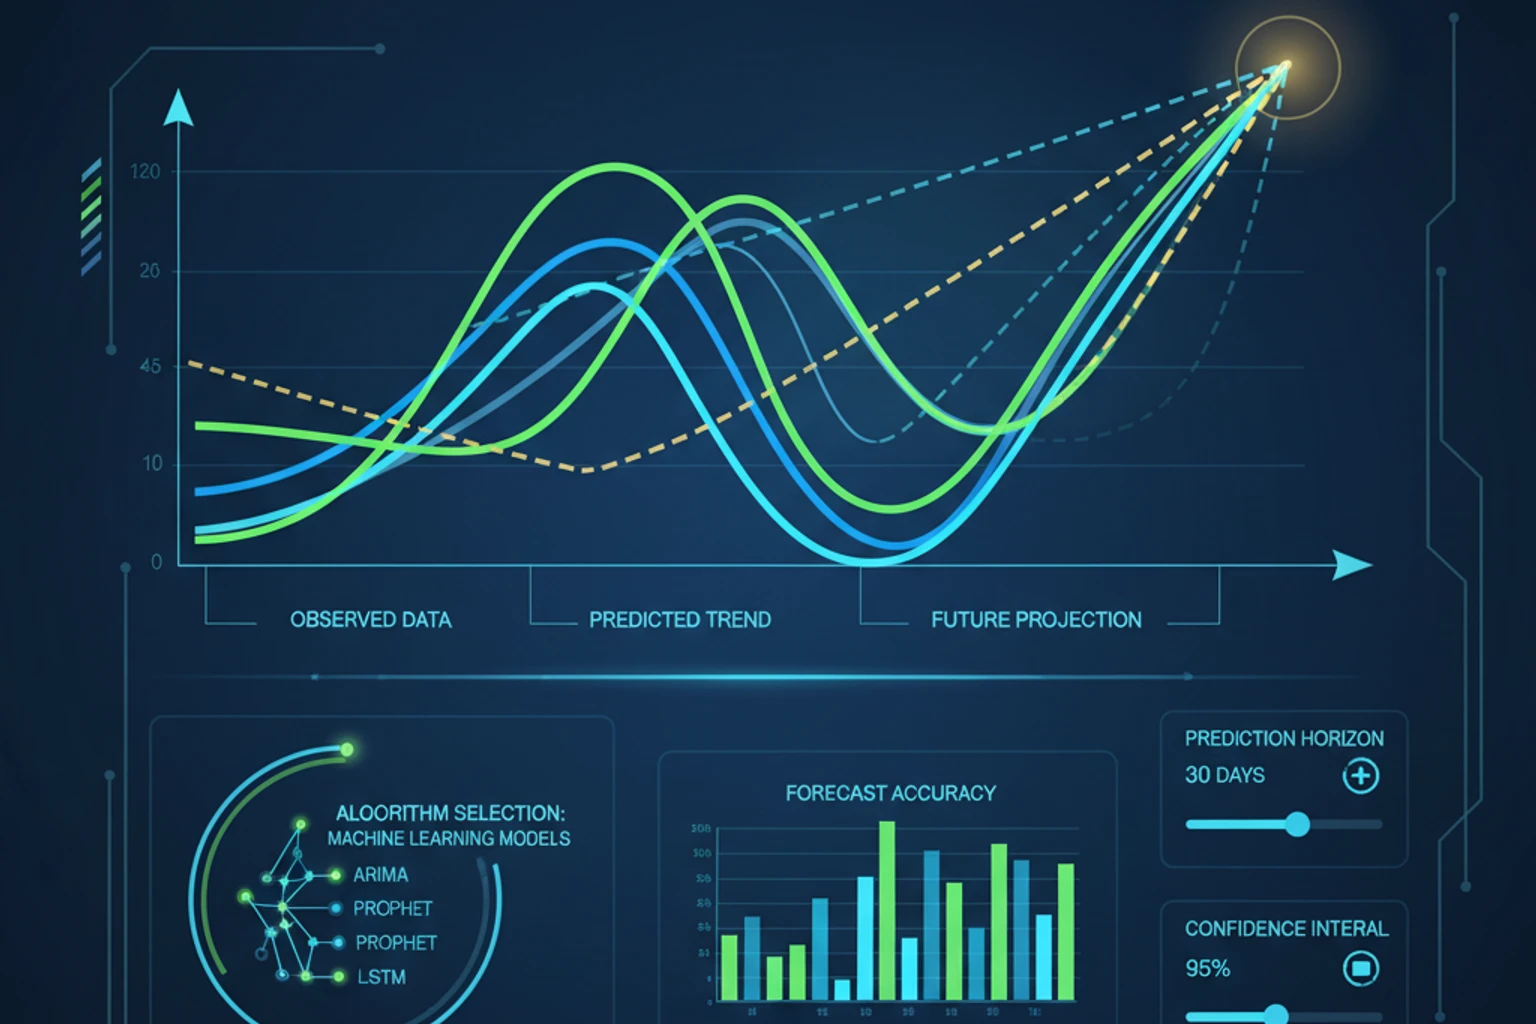 120
20
45
10
0
OBSERVED DATA
PREDICTED TREND
FUTURE PROJECTION
ALOORITHM SELECTION:
MACHINE LEARNING MODELS
ARIMA
PROPHET
PROPHET
LSTM
FORECAST ACCURACY
PREDICTION HORIZON
30 DAYS
CONFIDENCE INTERAL
95%